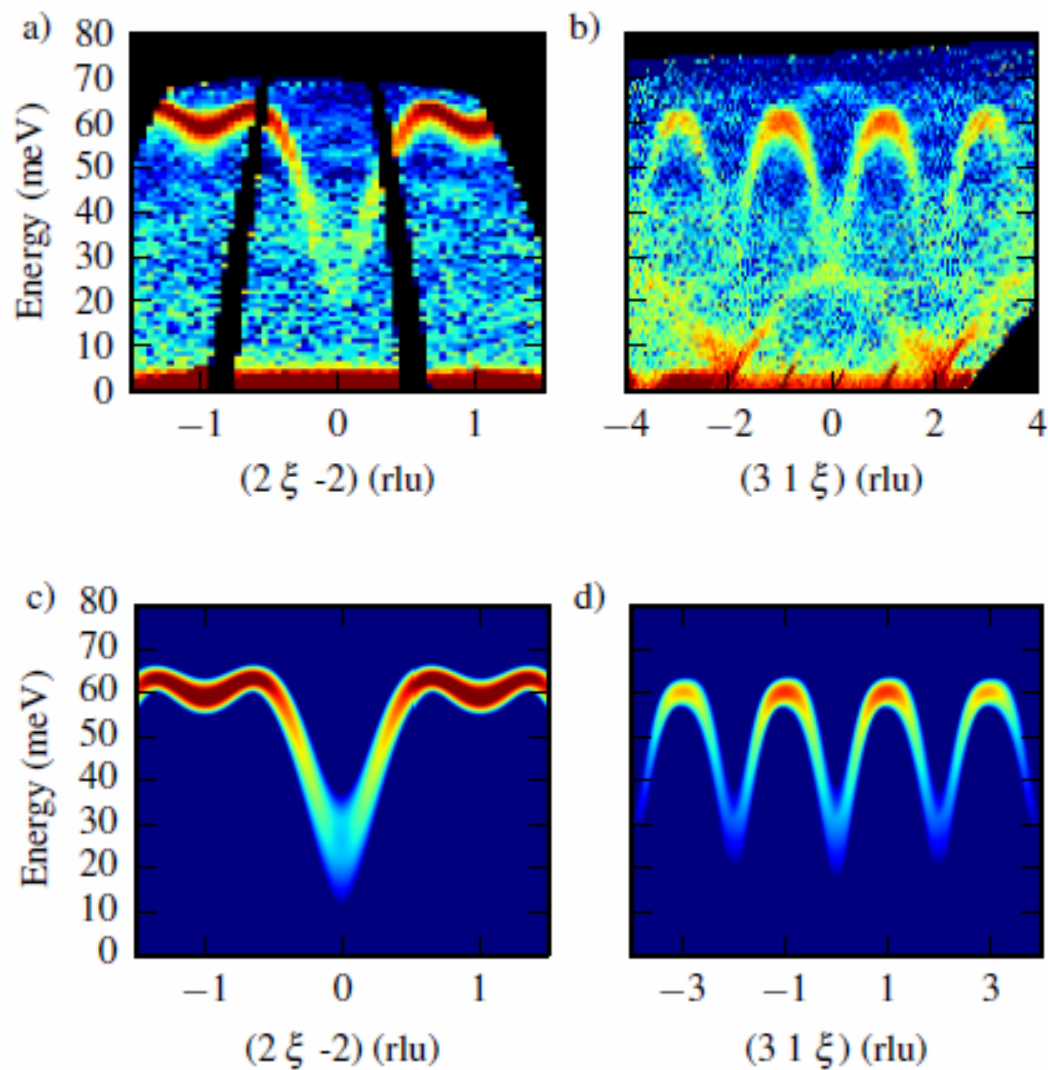 a) 80 70 60 50 40 30 20 10 0
Energy (meV)
−1 0 1
(2 ξ -2) (rlu)
b)
−4 −2 0 2 4
(3 1 ξ) (rlu)
c) 80 70 60 50 40 30 20 10 0
Energy (meV)
−1 0 1
(2 ξ -2) (rlu)
d)
−3 −1 1 3
(3 1 ξ) (rlu)